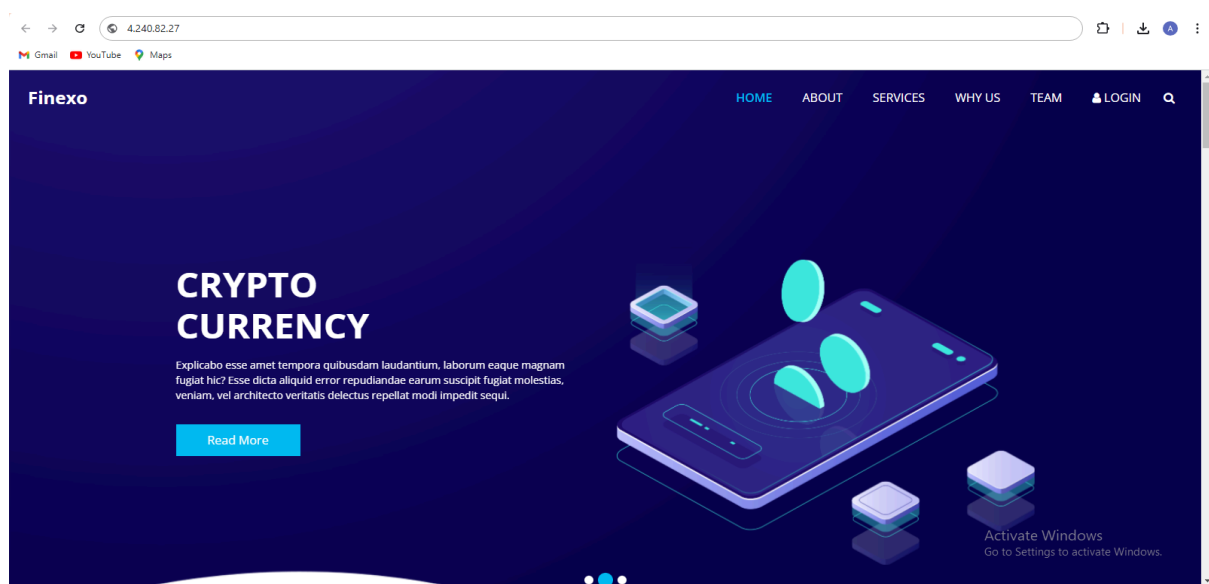 4.240.82.27
Gmail YouTube Maps
A
Finexo
HOME ABOUT SERVICES WHY US TEAM LOGIN
CRYPTO
CURRENCY
Explicabo esse amet tempora quibusdam laudantium, laborum eaque magnam
fugiat hic? Esse dicta aliquid error repudiandae earum suscipit fugiat molestias,
veniam, vel architecto veritatis delectus repellat modi impedit sequi.
Read More
Activate Windows
Go to Settings to activate Windows.